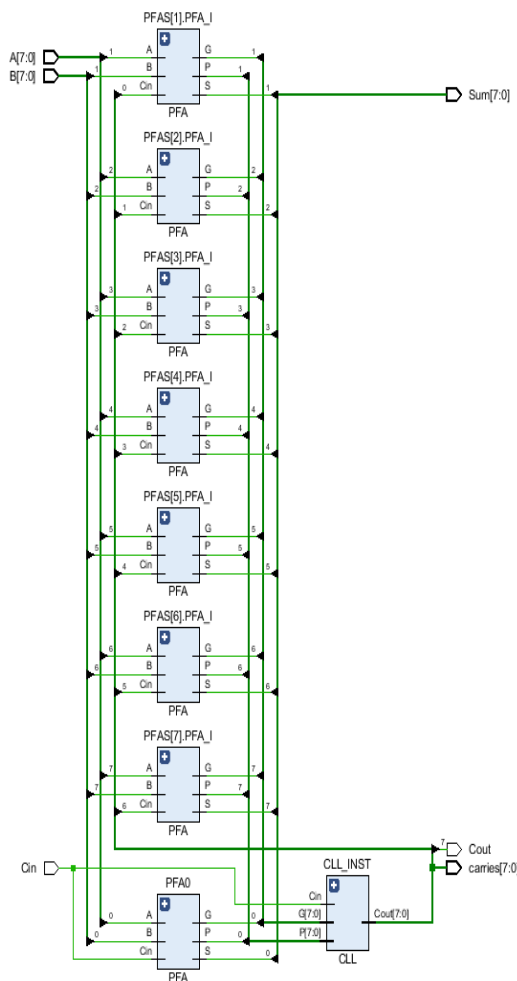 PFAS[1].PFA_I
A[7:0] 1 A G 1
B[7:0] 1 B P 1
0 Cin S 1 Sum[7:0]
PFA
PFAS[2].PFA_I
2 A G 2
2 B P 2
1 Cin S 2
PFA
PFAS[3].PFA_I
3 A G 3
3 B P 3
2 Cin S 3
PFA
PFAS[4].PFA_I
4 A G 4
4 B P 4
3 Cin S 4
PFA
PFAS[5].PFA_I
5 A G 5
5 B P 5
4 Cin S 5
PFA
PFAS[6].PFA_I
6 A G 6
6 B P 6
5 Cin S 6
PFA
PFAS[7].PFA_I
7 A G 7
7 B P 7
6 Cin S 7
PFA
7 Cout
Cin CLL_INST carries[7:0]
PFA0 Cin
0 A G 0 G[7:0] Cout[7:0]
0 B P 0 P[7:0]
Cin S 0 CLL
PFA